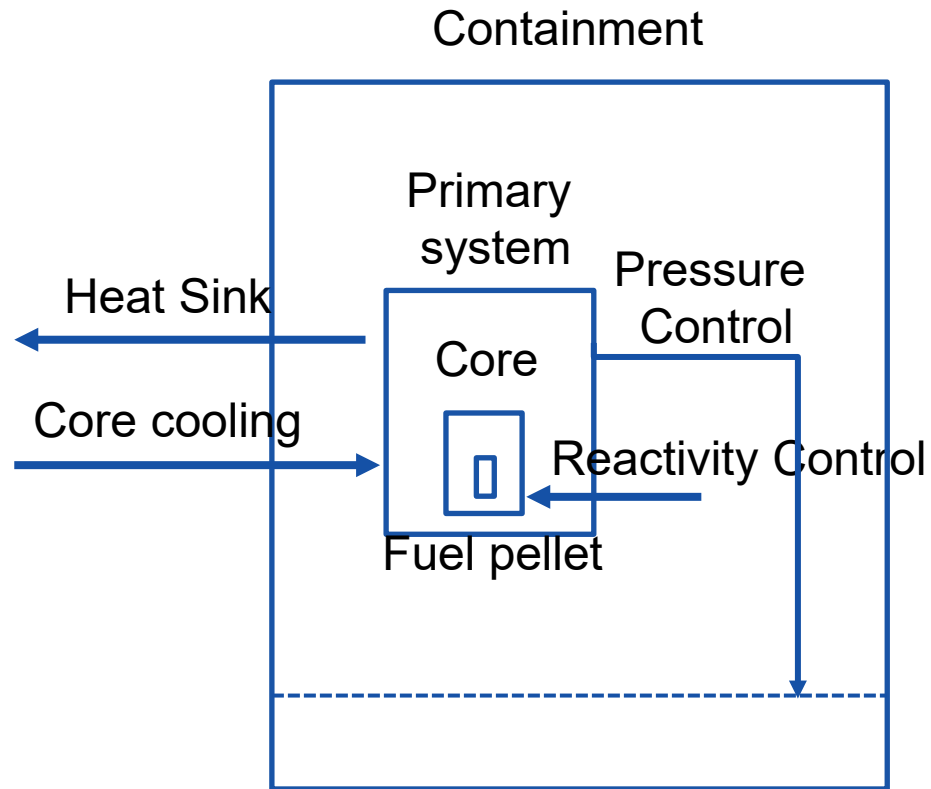 Containment
Primary
system
Pressure
Control
Heat Sink
Core
Core cooling
Reactivity Control
Fuel pellet